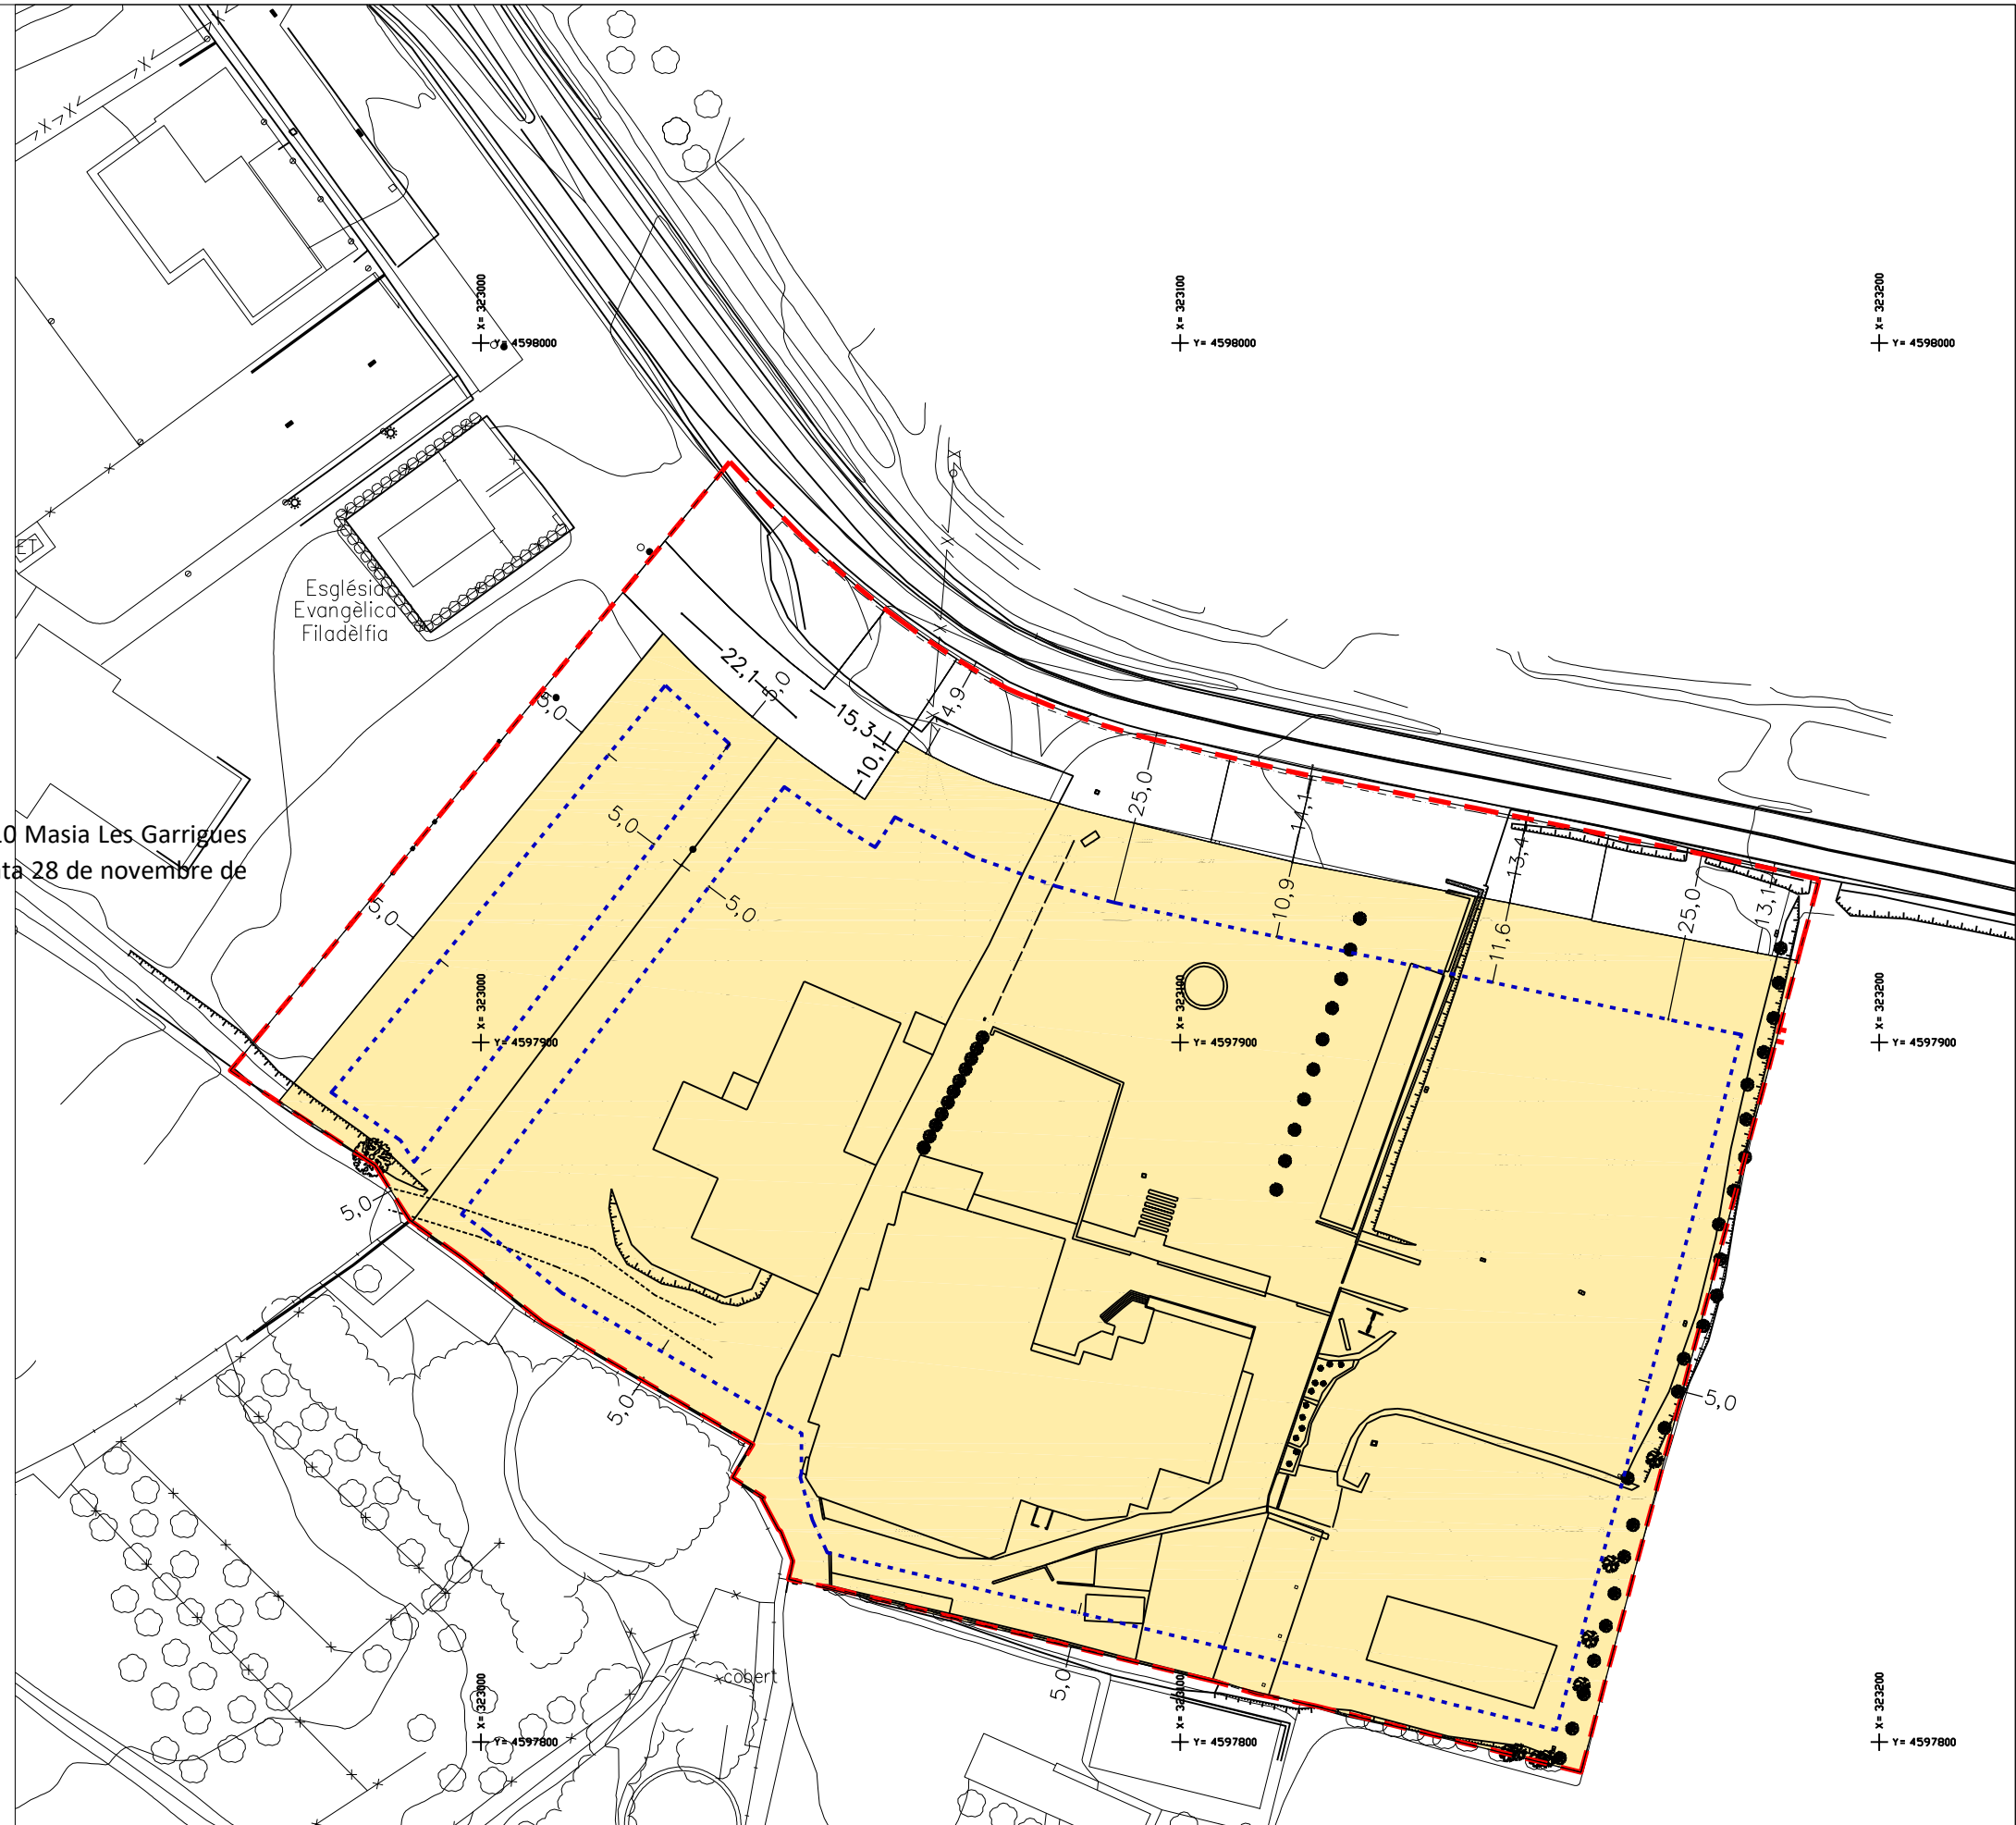 X= 323000
Y= 4598000
X= 323100
Y= 4598000
X= 323200
Y= 4598000
ET
Església
Evangèlica
Filadèlfia
22,1
5,0
15,3
10,1
4,9
5,0
25,0
14,1
13,4
5,0
5,0
10,9
11,6
25,0
13,1
5,0
0 Masia Les Garrigues
ta 28 de novembre de
X= 323000
Y= 4597900
X= 323100
Y= 4597900
X= 323200
Y= 4597900
5,0
5,0
5,0
5,0
cobert
X= 323000
Y= 4597800
X= 323100
Y= 4597800
X= 323200
Y= 4597800